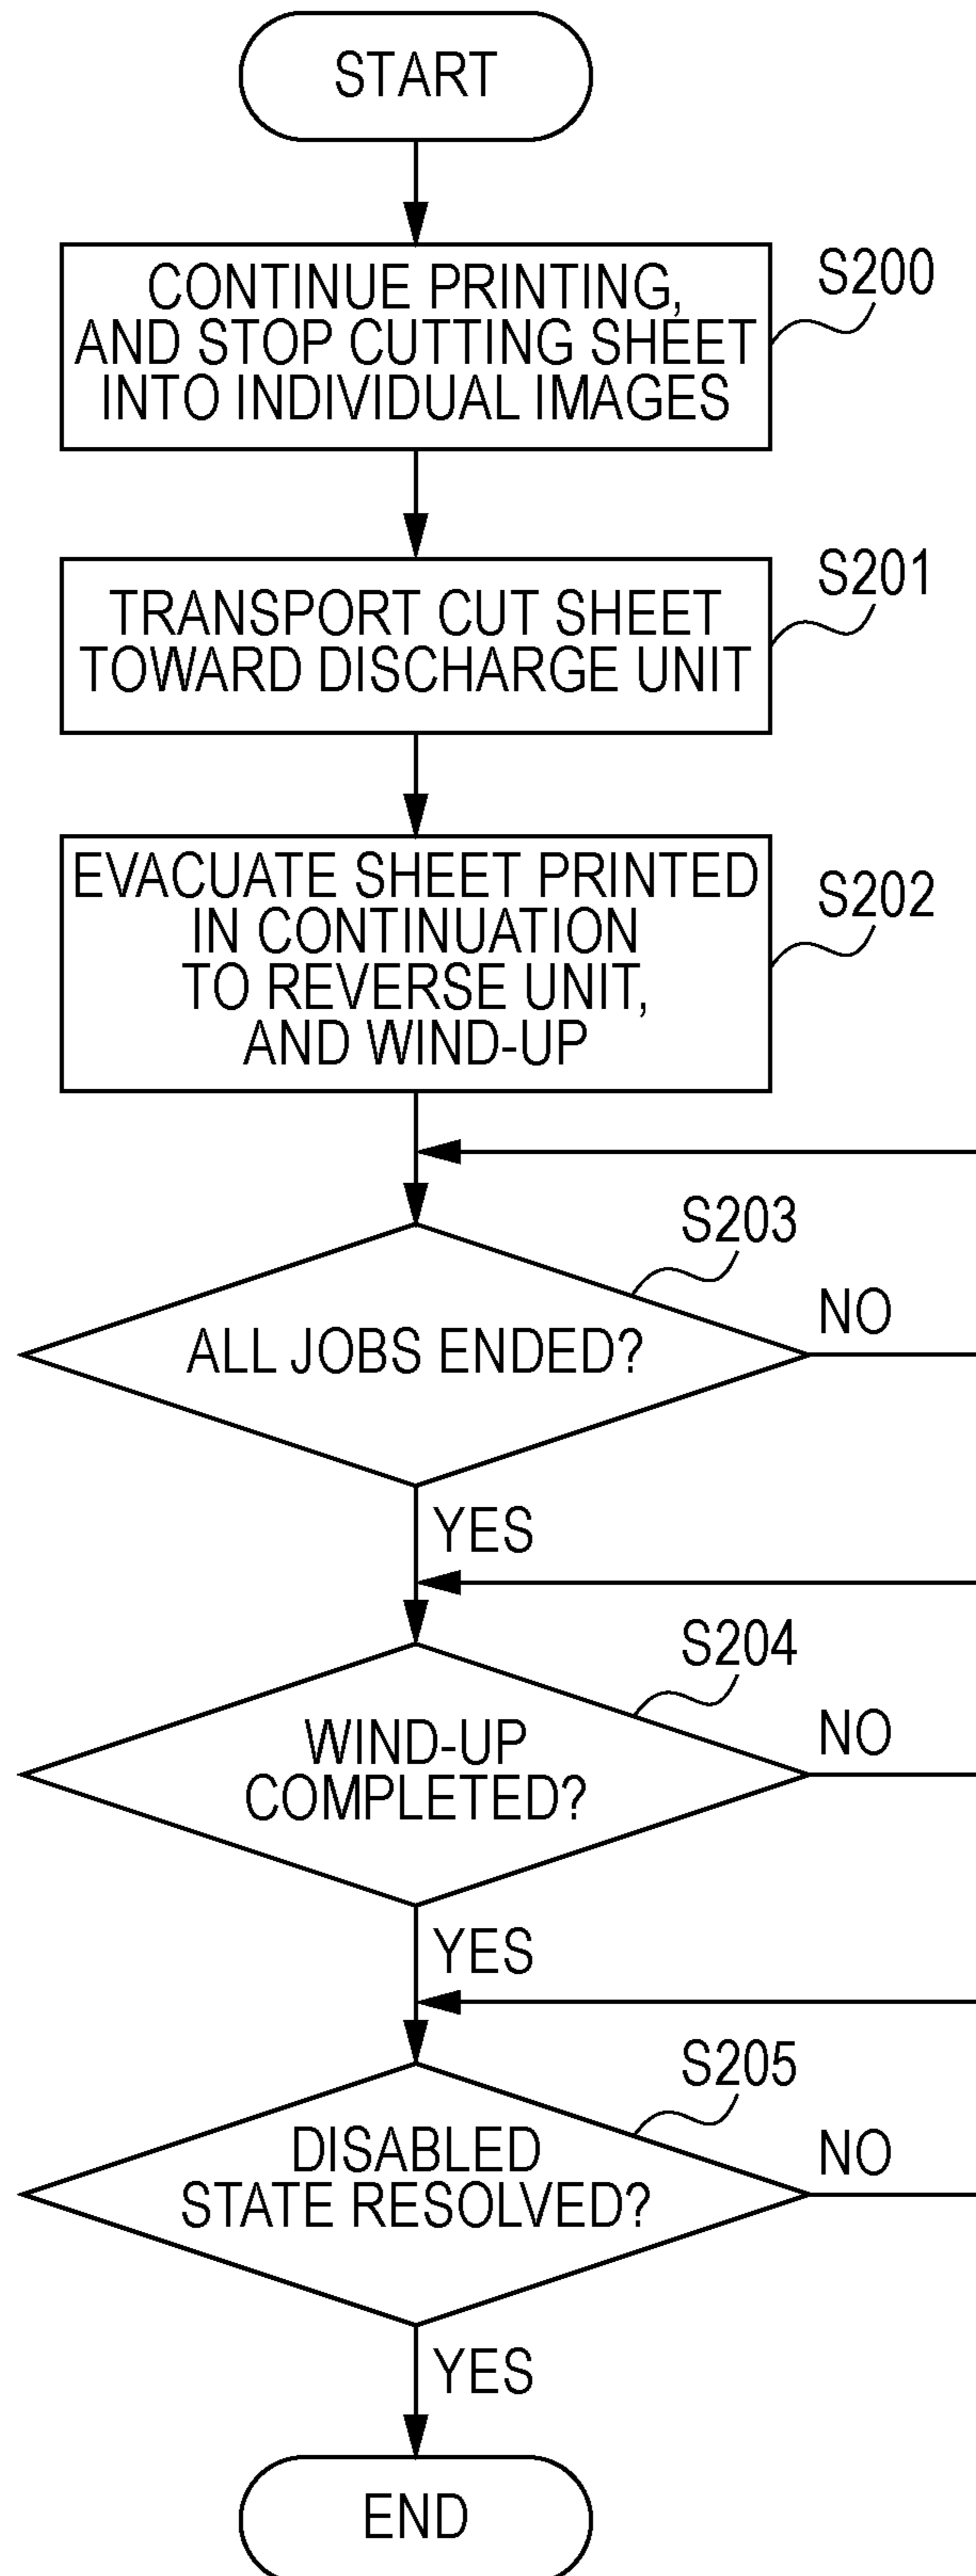 START
CONTINUE PRINTING,
AND STOP CUTTING SHEET
INTO INDIVIDUAL IMAGES
S200
TRANSPORT CUT SHEET
TOWARD DISCHARGE UNIT
S201
EVACUATE SHEET PRINTED
IN CONTINUATION
TO REVERSE UNIT,
AND WIND-UP
S202
S203
ALL JOBS ENDED?
NO
YES
S204
WIND-UP
COMPLETED?
NO
YES
S205
DISABLED
STATE RESOLVED?
NO
YES
END